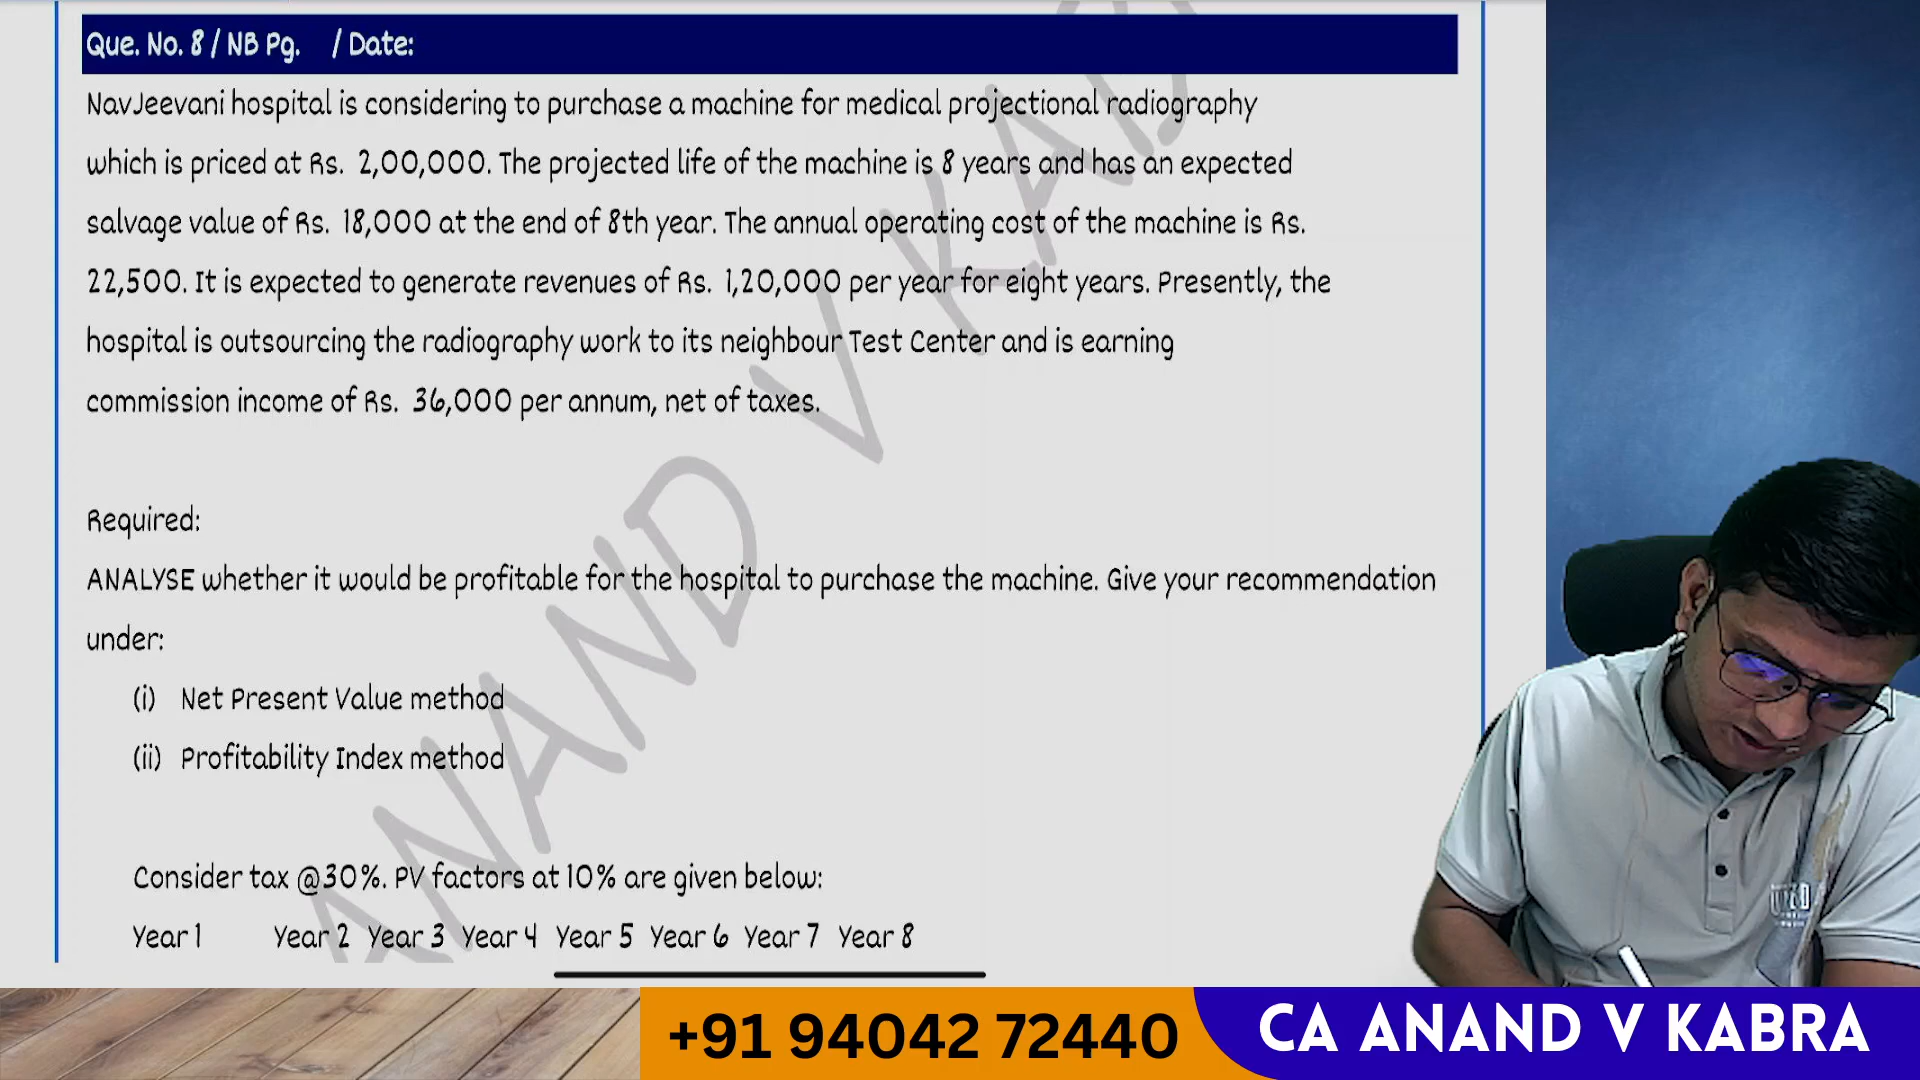 Que. No. 8 / NB Pg.    / Date:
NavJeevani hospital is considering to purchase a machine for medical projectional radiography
which is priced at Rs. 2,00,000. The projected life of the machine is 8 years and has an expected
salvage value of Rs. 18,000 at the end of 8th year. The annual operating cost of the machine is Rs.
22,500. It is expected to generate revenues of Rs. 1,20,000 per year for eight years. Presently, the
hospital is outsourcing the radiography work to its neighbour Test Center and is earning
commission income of Rs. 36,000 per annum, net of taxes.
Required:
ANALYSE whether it would be profitable for the hospital to purchase the machine. Give your recommendation
under:
(i) Net Present Value method
(ii) Profitability Index method
Consider tax @30%. PV factors at 10% are given below:
Year 1 Year 2 Year 3 Year 4 Year 5 Year 6 Year 7 Year 8
ANAND V KAB
+91 94042 72440
CA ANAND V KABRA